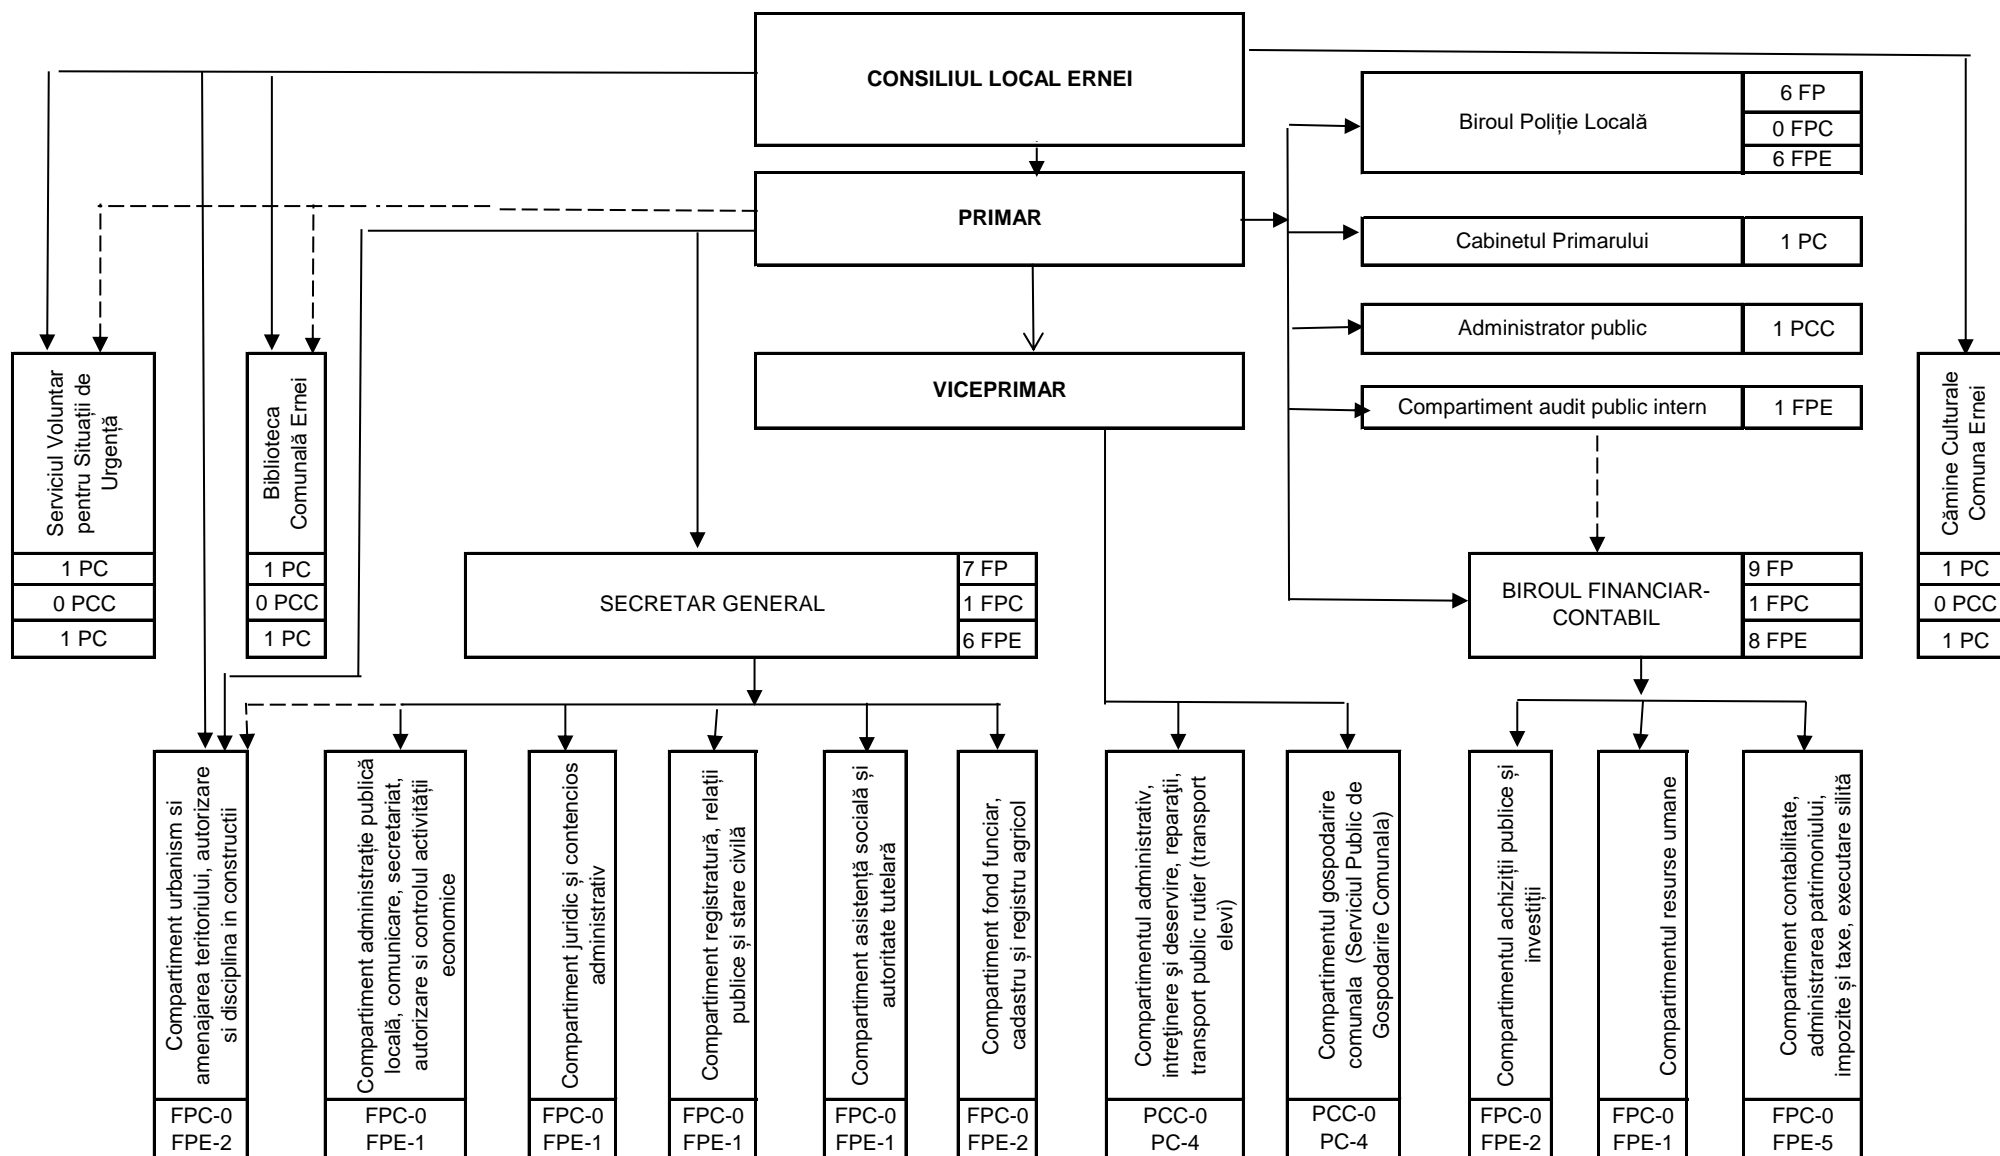 CONSILIUL LOCAL ERNEI
Biroul Poliție Locală
6 FP
0 FPC
6 FPE
PRIMAR
Cabinetul Primarului
1 PC
Administrator public
1 PCC
VICEPRIMAR
Compartiment audit public intern
1 FPE
Serviciul Voluntar
pentru Situații de
Urgență
1 PC
0 PCC
1 PC
Biblioteca
Comunală Ernei
1 PC
0 PCC
1 PC
SECRETAR GENERAL
7 FP
1 FPC
6 FPE
BIROUL FINANCIAR-
CONTABIL
9 FP
1 FPC
8 FPE
Cămine Culturale
Comuna Ernei
1 PC
0 PCC
1 PC
Compartiment urbanism si
amenajarea teritoriului, autorizare
si disciplina in constructii
FPC-0
FPE-2
Compartiment administrație publică
locală, comunicare, secretariat,
autorizare si controlul activității
economice
FPC-0
FPE-1
Compartiment juridic și contencios
administrativ
FPC-0
FPE-1
Compartiment registratură, relații
publice și stare civilă
FPC-0
FPE-1
Compartiment asistență socială și
autoritate tutelară
FPC-0
FPE-1
Compartiment fond funciar,
cadastru și registru agricol
FPC-0
FPE-2
Compartimentul administrativ,
intreţinere şi deservire, reparaţii,
transport public rutier (transport
elevi)
PCC-0
PC-4
Compartimentul gospodarire
comunala (Serviciul Public de
Gospodarire Comunala)
PCC-0
PC-4
Compartimentul achiziții publice și
investiții
FPC-0
FPE-2
Compartimentul resurse umane
FPC-0
FPE-1
Compartiment contabilitate,
administrarea patrimoniului,
impozite și taxe, executare silită
FPC-0
FPE-5